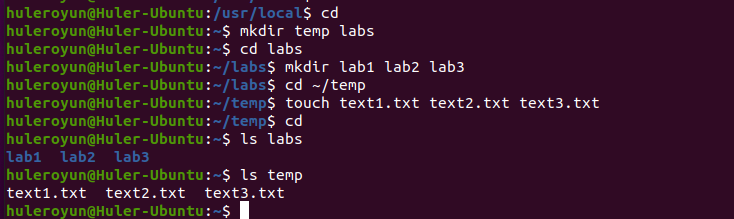 huleroyun@Huler-Ubuntu:/usr/local$ cd
huleroyun@Huler-Ubuntu:~$ mkdir temp labs
huleroyun@Huler-Ubuntu:~$ cd labs
huleroyun@Huler-Ubuntu:~/labs$ mkdir lab1 lab2 lab3
huleroyun@Huler-Ubuntu:~/labs$ cd ~/temp
huleroyun@Huler-Ubuntu:~/temp$ touch text1.txt text2.txt text3.txt
huleroyun@Huler-Ubuntu:~/temp$ cd
huleroyun@Huler-Ubuntu:~$ ls labs
lab1  lab2  lab3
huleroyun@Huler-Ubuntu:~$ ls temp
text1.txt  text2.txt  text3.txt
huleroyun@Huler-Ubuntu:~$